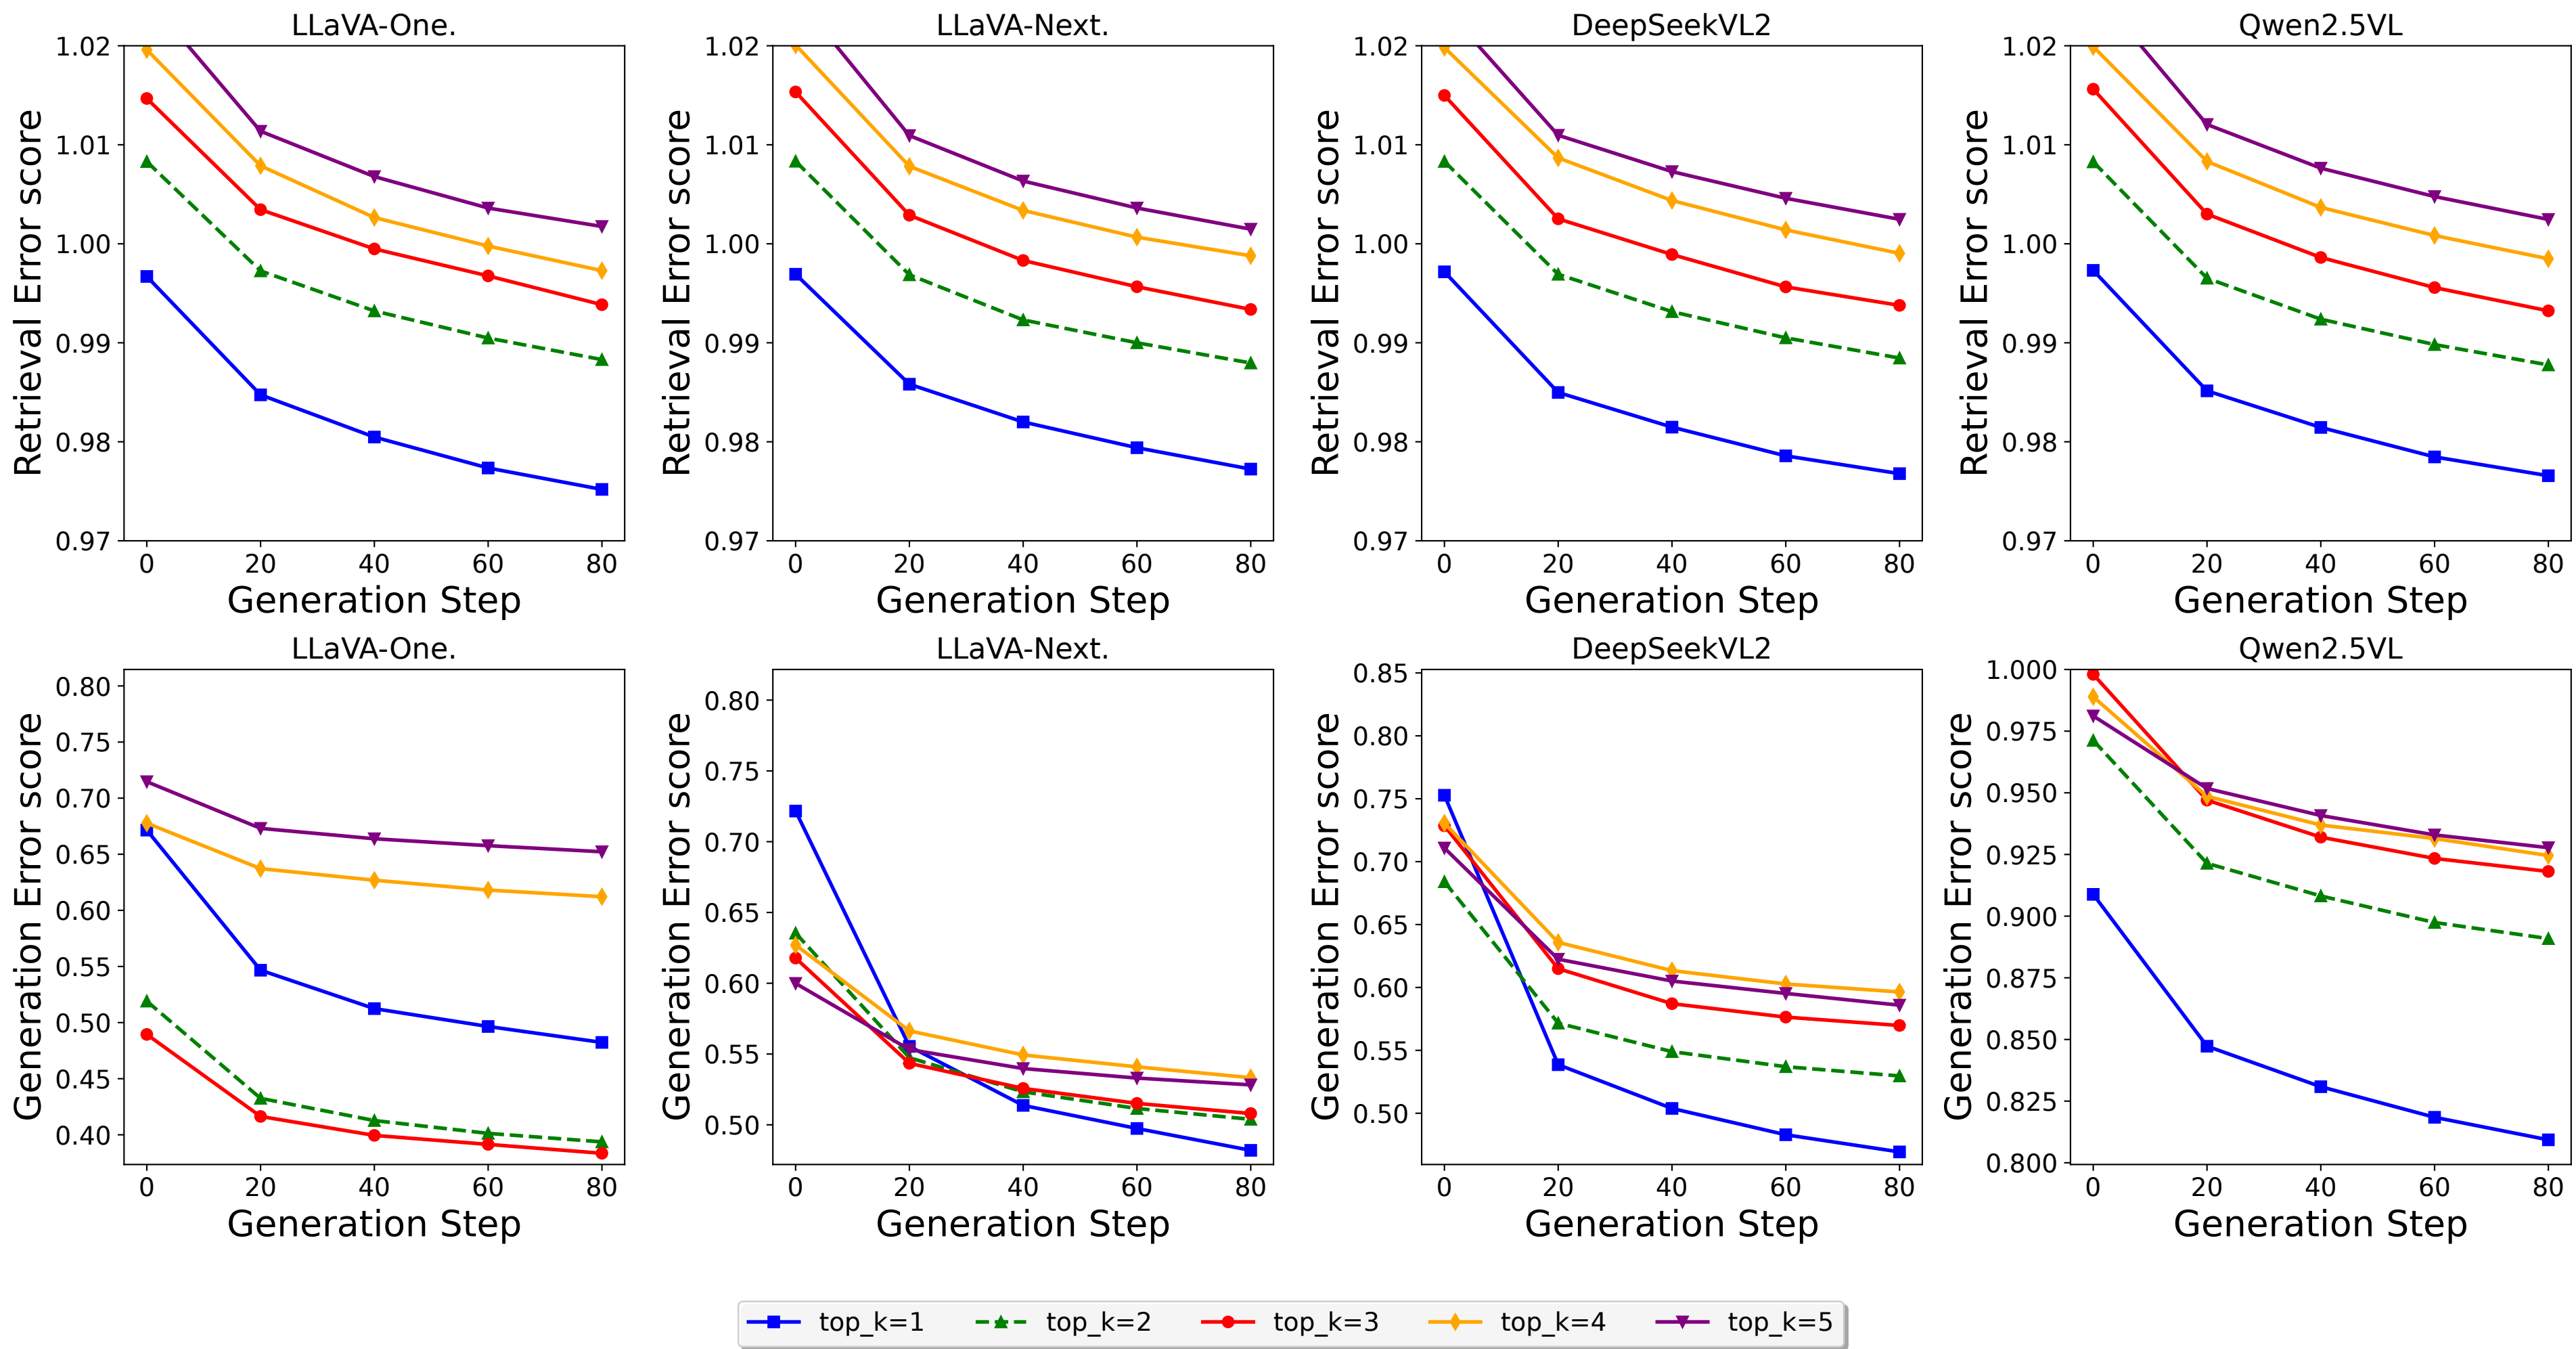 LLaVA-One.
Retrieval Error score
1.02
1.01
1.00
0.99
0.98
0.97
0 20 40 60 80
Generation Step
LLaVA-Next.
Retrieval Error score
1.02
1.01
1.00
0.99
0.98
0.97
0 20 40 60 80
Generation Step
DeepSeekVL2
Retrieval Error score
1.02
1.01
1.00
0.99
0.98
0.97
0 20 40 60 80
Generation Step
Qwen2.5VL
Retrieval Error score
1.02
1.01
1.00
0.99
0.98
0.97
0 20 40 60 80
Generation Step
LLaVA-One.
Generation Error score
0.80
0.75
0.70
0.65
0.60
0.55
0.50
0.45
0.40
0 20 40 60 80
Generation Step
LLaVA-Next.
Generation Error score
0.80
0.75
0.70
0.65
0.60
0.55
0.50
0 20 40 60 80
Generation Step
DeepSeekVL2
Generation Error score
0.85
0.80
0.75
0.70
0.65
0.60
0.55
0.50
0 20 40 60 80
Generation Step
Qwen2.5VL
Generation Error score
1.000
0.975
0.950
0.925
0.900
0.875
0.850
0.825
0.800
0 20 40 60 80
Generation Step
top_k=1 top_k=2 top_k=3 top_k=4 top_k=5